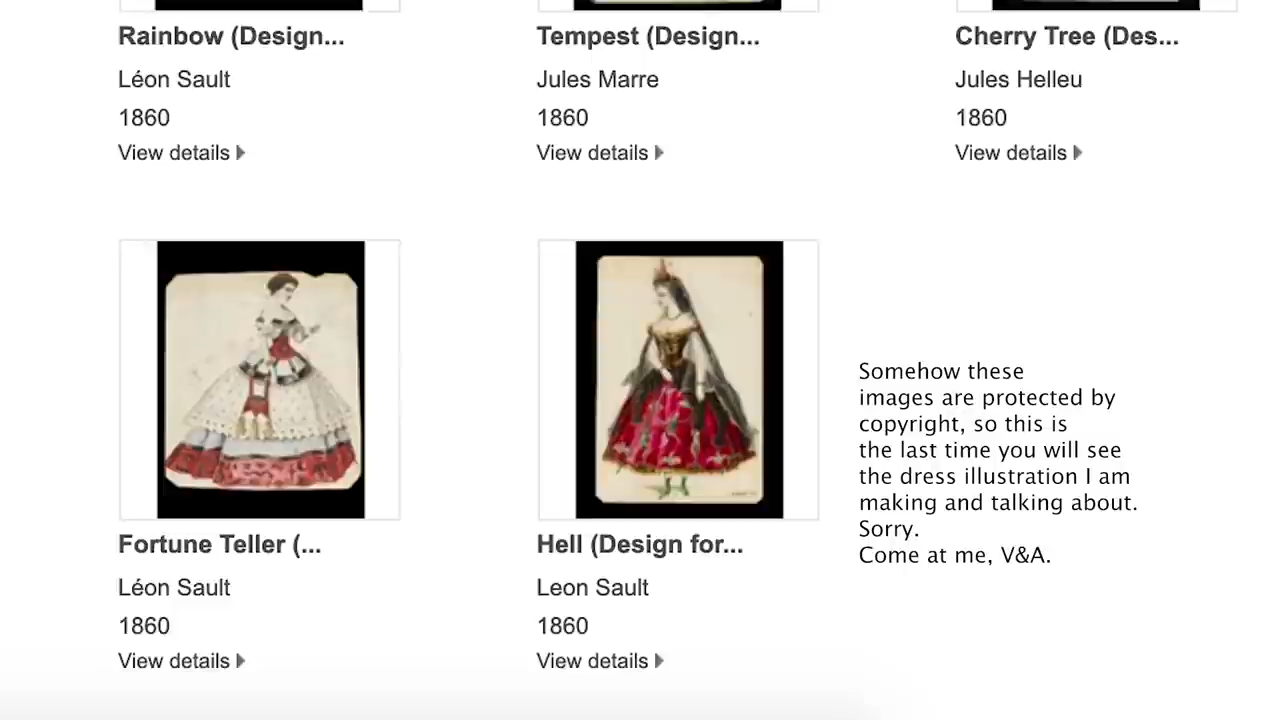 Rainbow (Design...
Léon Sault
1860
View details
Tempest (Design...
Jules Marre
1860
View details
Cherry Tree (Des...
Jules Helleu
1860
View details
Fortune Teller (...
Léon Sault
1860
View details
Hell (Design for...
Leon Sault
1860
View details
Somehow these
images are protected by
copyright, so this is
the last time you will see
the dress illustration I am
making and talking about.
Sorry.
Come at me, V&A.